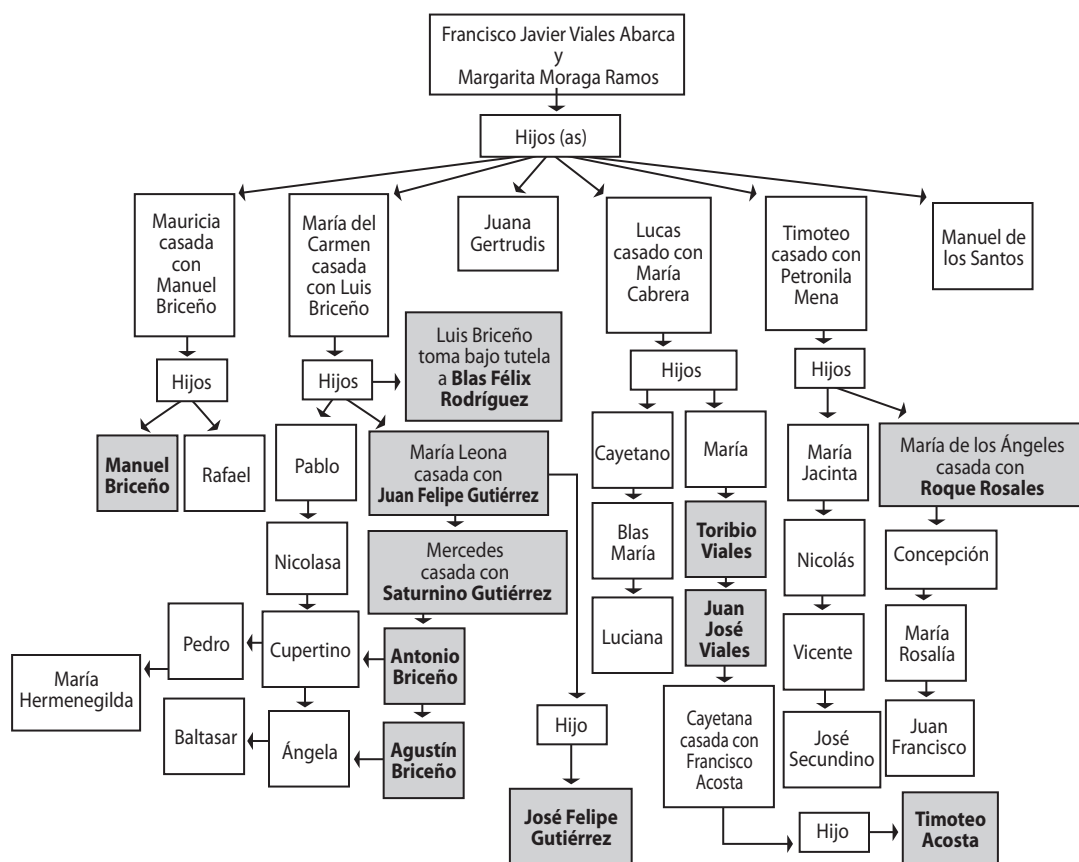 Francisco Javier Viales Abarca
y
Margarita Moraga Ramos
Hijos (as)
Mauricia
casada
con
Manuel
Briceño
María del
Carmen
casada
con Luis
Briceño
Juana
Gertrudis
Lucas
casado con
María
Cabrera
Timoteo
casado con
Petronila
Mena
Manuel de
los Santos
Hijos
Hijos
Luis Briceño
toma bajo tutela
a Blas Félix
Rodríguez
Hijos
Hijos
Manuel
Briceño
Rafael
Pablo
María Leona
casada con
Juan Felipe Gutiérrez
Cayetano
María
María
Jacinta
María de los Ángeles
casada con
Roque Rosales
Nicolasa
Mercedes
casada con
Saturnino Gutiérrez
Blas
María
Toribio
Viales
Nicolás
Concepción
Pedro
Cupertino
Antonio
Briceño
Luciana
Juan
José
Viales
Vicente
María
Rosalía
María
Hermenegilda
Baltasar
Ángela
Agustín
Briceño
Hijo
Cayetana
casada con
Francisco
Acosta
José
Secundino
Juan
Francisco
José Felipe
Gutiérrez
Hijo
Timoteo
Acosta